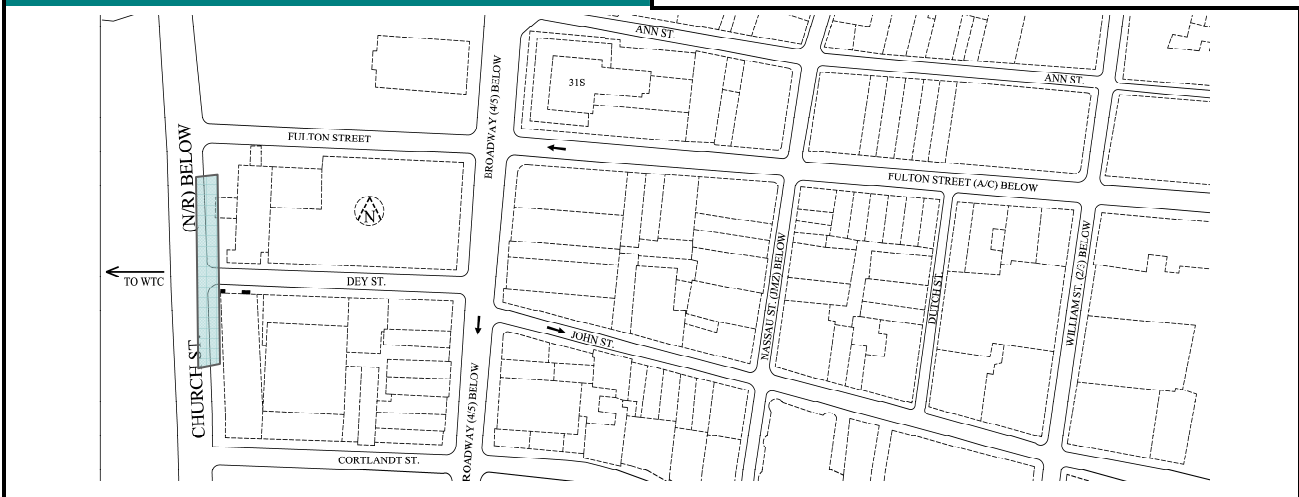 ANN ST.
ANN ST.
31S
BROADWAY (4/5) BELOW
FULTON STREET
(N/R) BELOW
FULTON STREET (A/C) BELOW
N
TO WTC
DEY ST.
NASSAU ST. (JMZ) BELOW
DUTCH ST.
WILLIAM ST. (2/3) BELOW
JOHN ST.
CHURCH ST.
ROADWAY (4/5) BELOW
CORTLANDT ST.